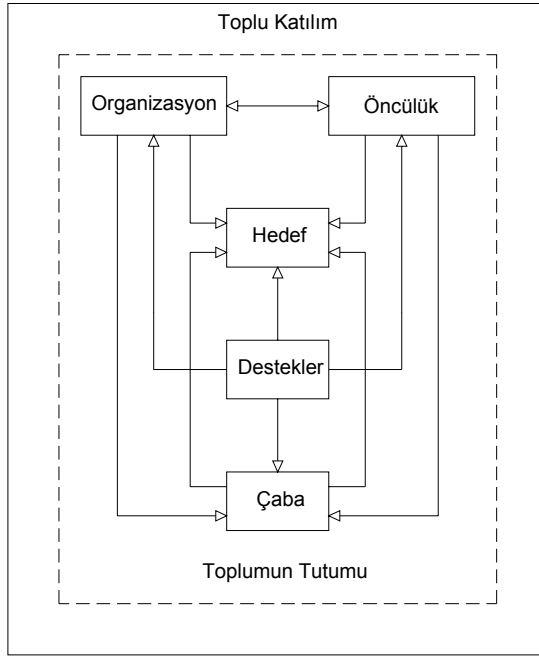 Toplu Katılım
Organizasyon
Öncülük
Hedef
Destekler
Çaba
Toplumun Tutumu